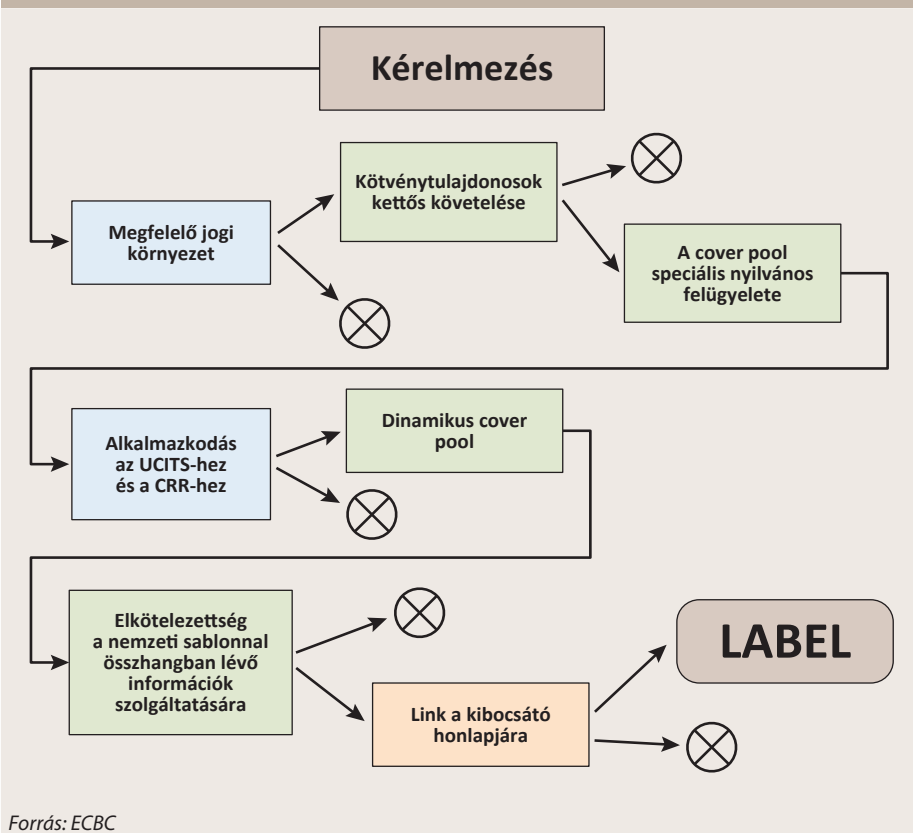 Kérelmezés
Kötvénytulajdonosok
kettős követelése
Megfelelő jogi
környezet
A cover pool
speciális nyilvános
felügyelete
Dinamikus cover
pool
Alkalmazkodás
az UCITS-hez
és a CRR-hez
Elkötelezettség
a nemzeti sablonnal
összhangban lévő
információk
szolgáltatására
LABEL
Link a kibocsátó
honlapjára
Forrás: ECBC